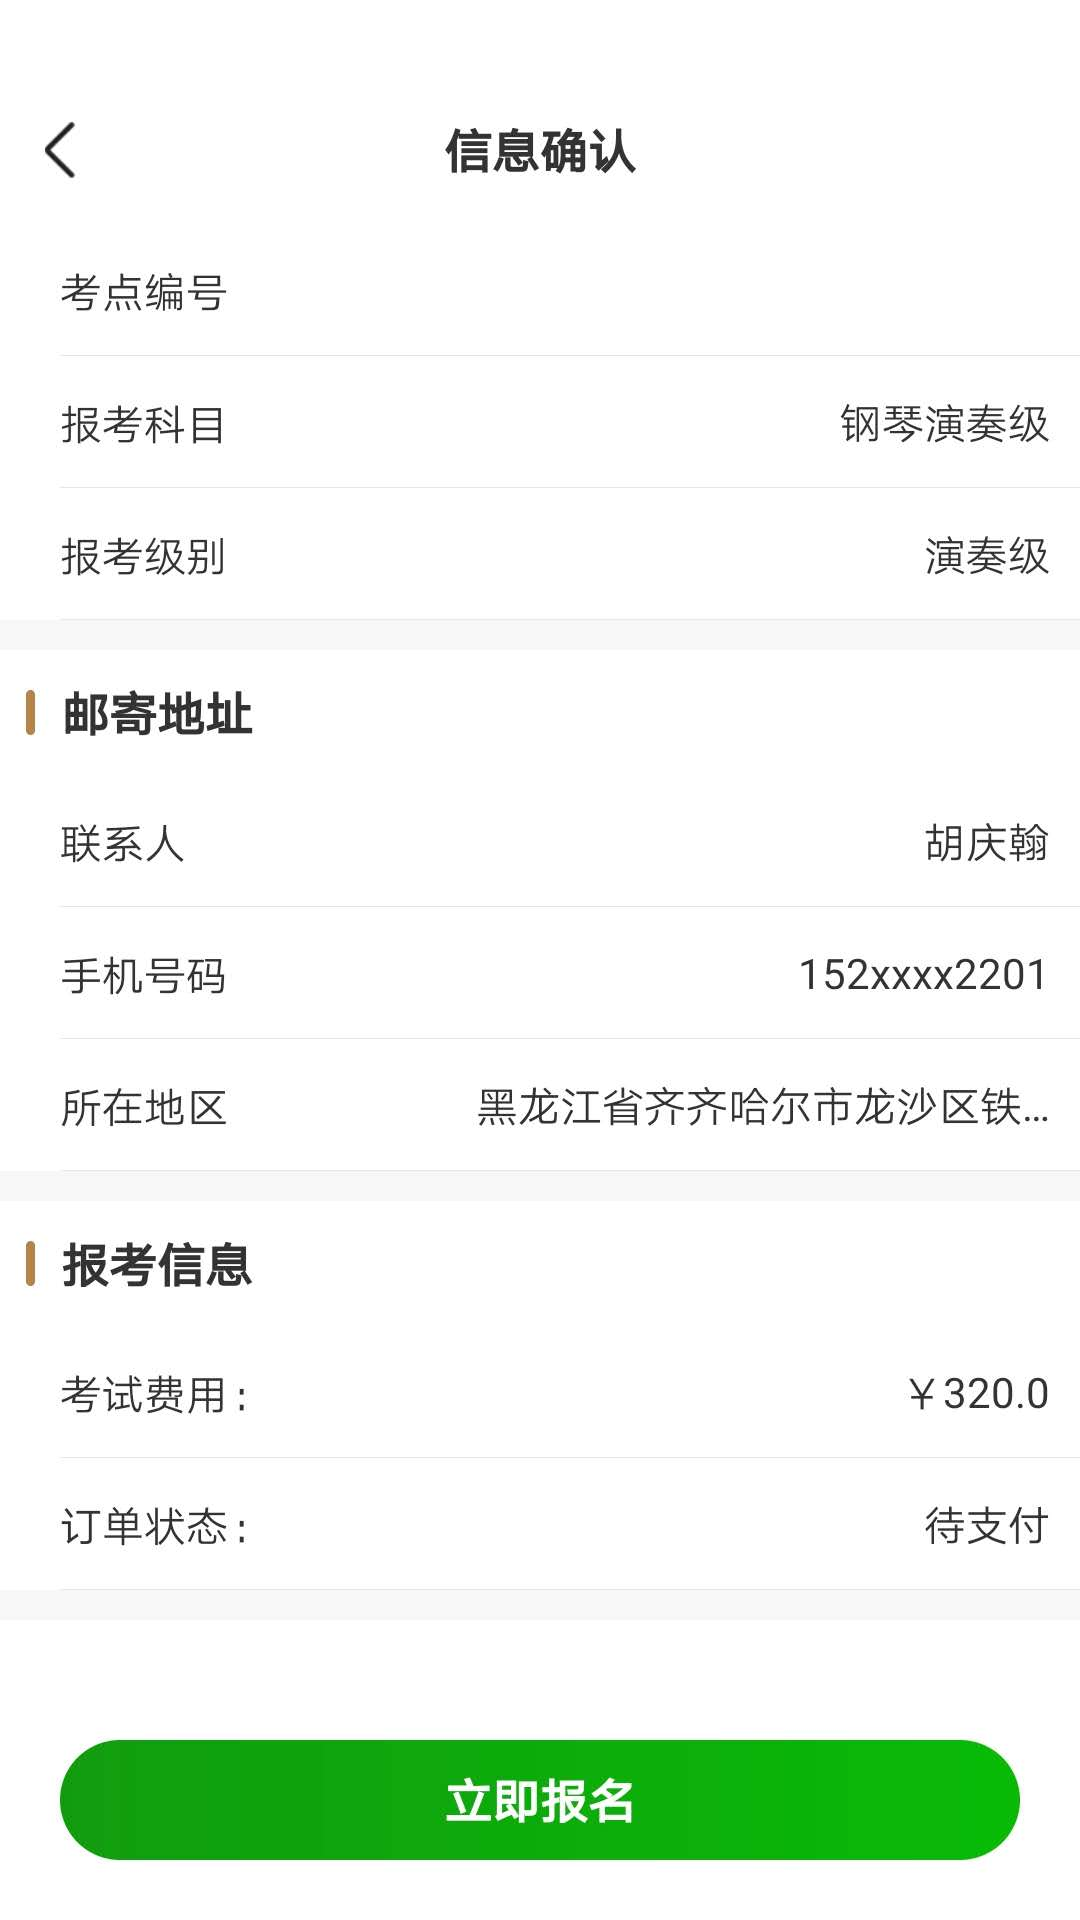 信息确认
考点编号
报考科目 钢琴演奏级
报考级别 演奏级
邮寄地址
联系人 胡庆翰
手机号码 152xxxx2201
所在地区 黑龙江省齐齐哈尔市龙沙区铁...
报考信息
考试费用: ￥320.0
订单状态: 待支付
立即报名